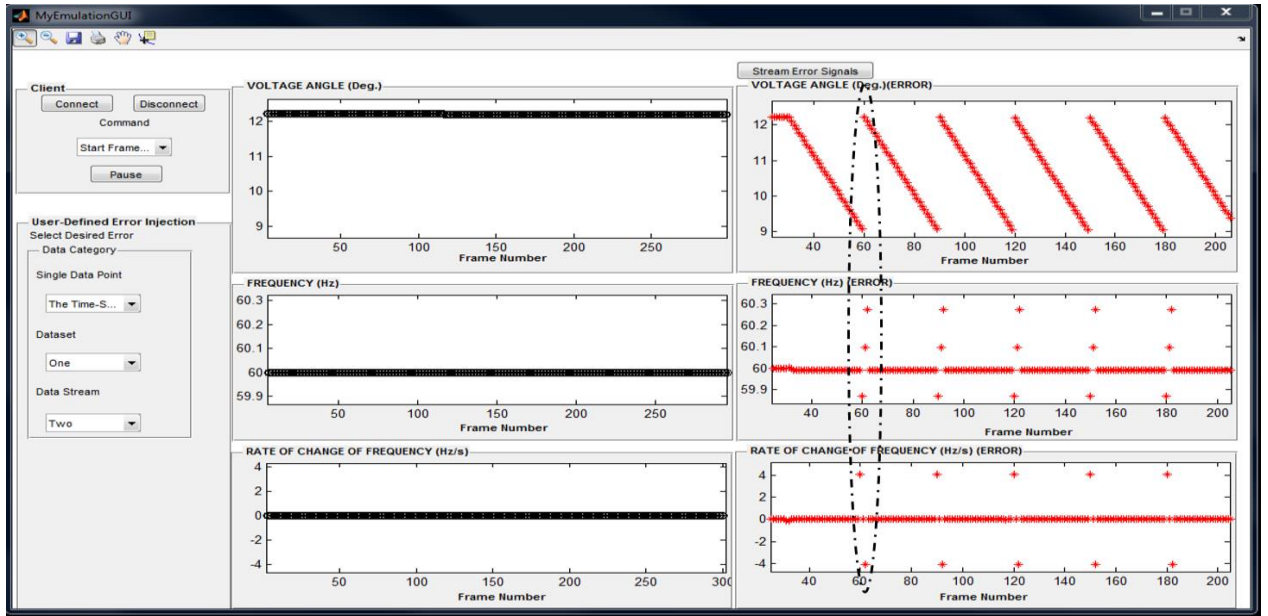 MyEmulationGUI
Client
Connect Disconnect
Command
Start Frame...
Pause
User-Defined Error Injection
Select Desired Error
Data Category
Single Data Point
The Time-S...
Dataset
One
Data Stream
Two
VOLTAGE ANGLE (Deg.)
12
11
10
9
50 100 150 200 250
Frame Number
FREQUENCY (Hz)
60.3
60.2
60.1
60
59.9
50 100 150 200 250
Frame Number
RATE OF CHANGE OF FREQUENCY (Hz/s)
4
2
0
-2
-4
50 100 150 200 250 300
Frame Number
Stream Error Signals
VOLTAGE ANGLE (Deg.)(ERROR)
12
11
10
9
40 60 80 100 120 140 160 180 200
Frame Number
FREQUENCY (Hz) (ERROR)
60.3
60.2
60.1
60
59.9
40 60 80 100 120 140 160 180 200
Frame Number
RATE OF CHANGE OF FREQUENCY (Hz/s) (ERROR)
4
2
0
-2
-4
40 60 80 100 120 140 160 180 200
Frame Number